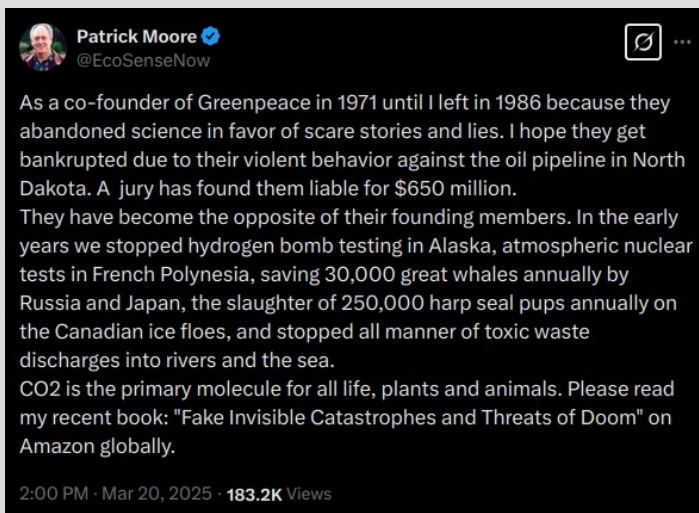 Patrick Moore
@EcoSenseNow
As a co-founder of Greenpeace in 1971 until I left in 1986 because they
abandoned science in favor of scare stories and lies. I hope they get
bankrupted due to their violent behavior against the oil pipeline in North
Dakota. A  jury has found them liable for $650 million.
They have become the opposite of their founding members. In the early
years we stopped hydrogen bomb testing in Alaska, atmospheric nuclear
tests in French Polynesia, saving 30,000 great whales annually by
Russia and Japan, the slaughter of 250,000 harp seal pups annually on
the Canadian ice floes, and stopped all manner of toxic waste
discharges into rivers and the sea.
CO2 is the primary molecule for all life, plants and animals. Please read
my recent book: "Fake Invisible Catastrophes and Threats of Doom" on
Amazon globally.
2:00 PM · Mar 20, 2025 · 183.2K Views